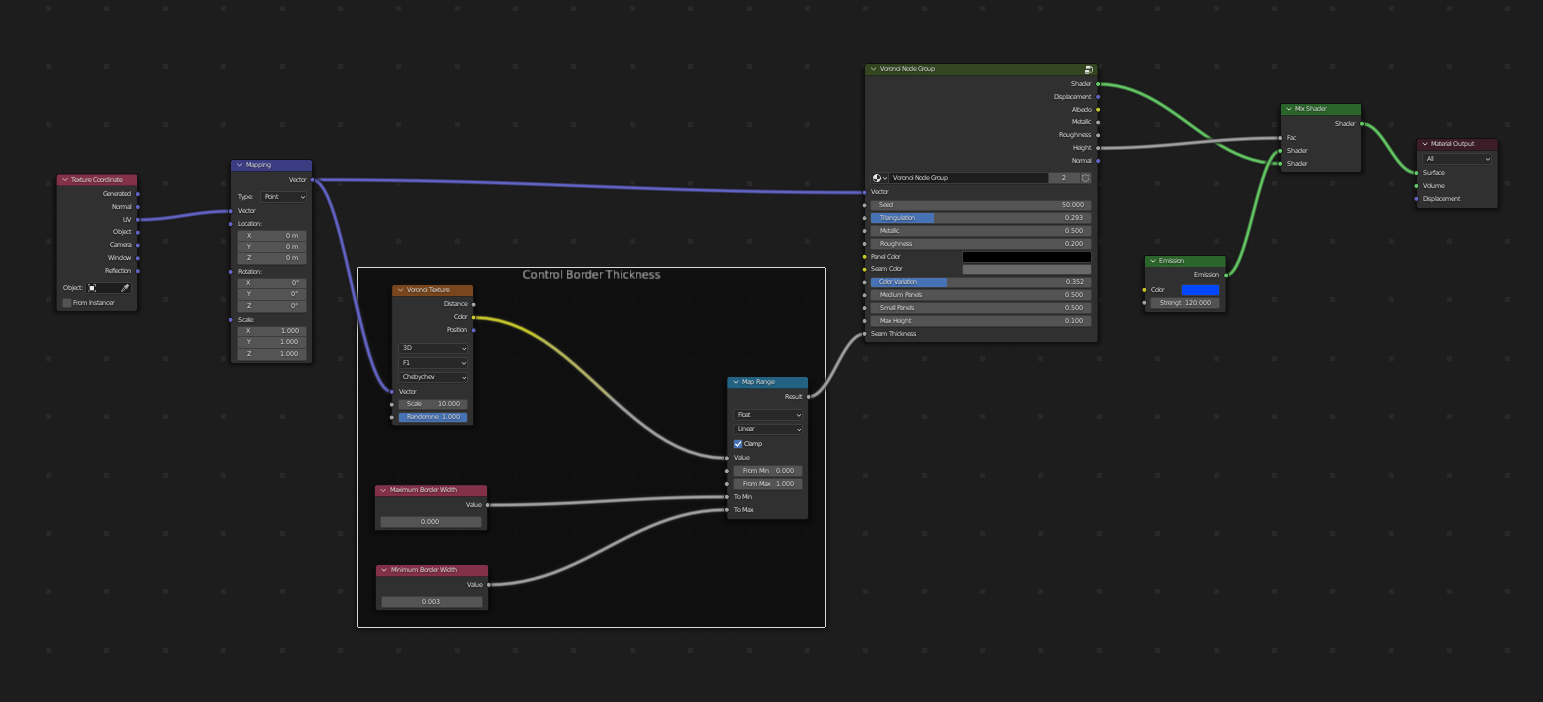 Texture Coordinate
Generated
Normal
UV
Object
Camera
Window
Reflection
Object:
From Instancer
Mapping
Vector
Type: Point
Vector
Location:
X 0 m
Y 0 m
Z 0 m
Rotation:
X 0°
Y 0°
Z 0°
Scale:
X 1.000
Y 1.000
Z 1.000
Control Border Thickness
Voronoi Texture
Distance
Color
Position
3D
F1
Chebychev
Vector
Scale 10.000
Randomne 1.000
Maximum Border Width
Value
0.000
Minimum Border Width
Value
0.003
Map Range
Result
Float
Linear
Clamp
Value
From Min 0.000
From Max 1.000
To Min
To Max
Voronoi Node Group
Shader
Displacement
Albedo
Metallic
Roughness
Height
Normal
Voronoi Node Group 2
Vector
Seed 50.000
Triangulation 0.293
Metallic 0.500
Roughness 0.200
Panel Color
Seam Color
Color Variation 0.352
Medium Panels 0.500
Small Panels 0.500
Max Height 0.100
Seam Thickness
Emission
Emission
Color
Strengt 120.000
Mix Shader
Shader
Fac
Shader
Shader
Material Output
All
Surface
Volume
Displacement